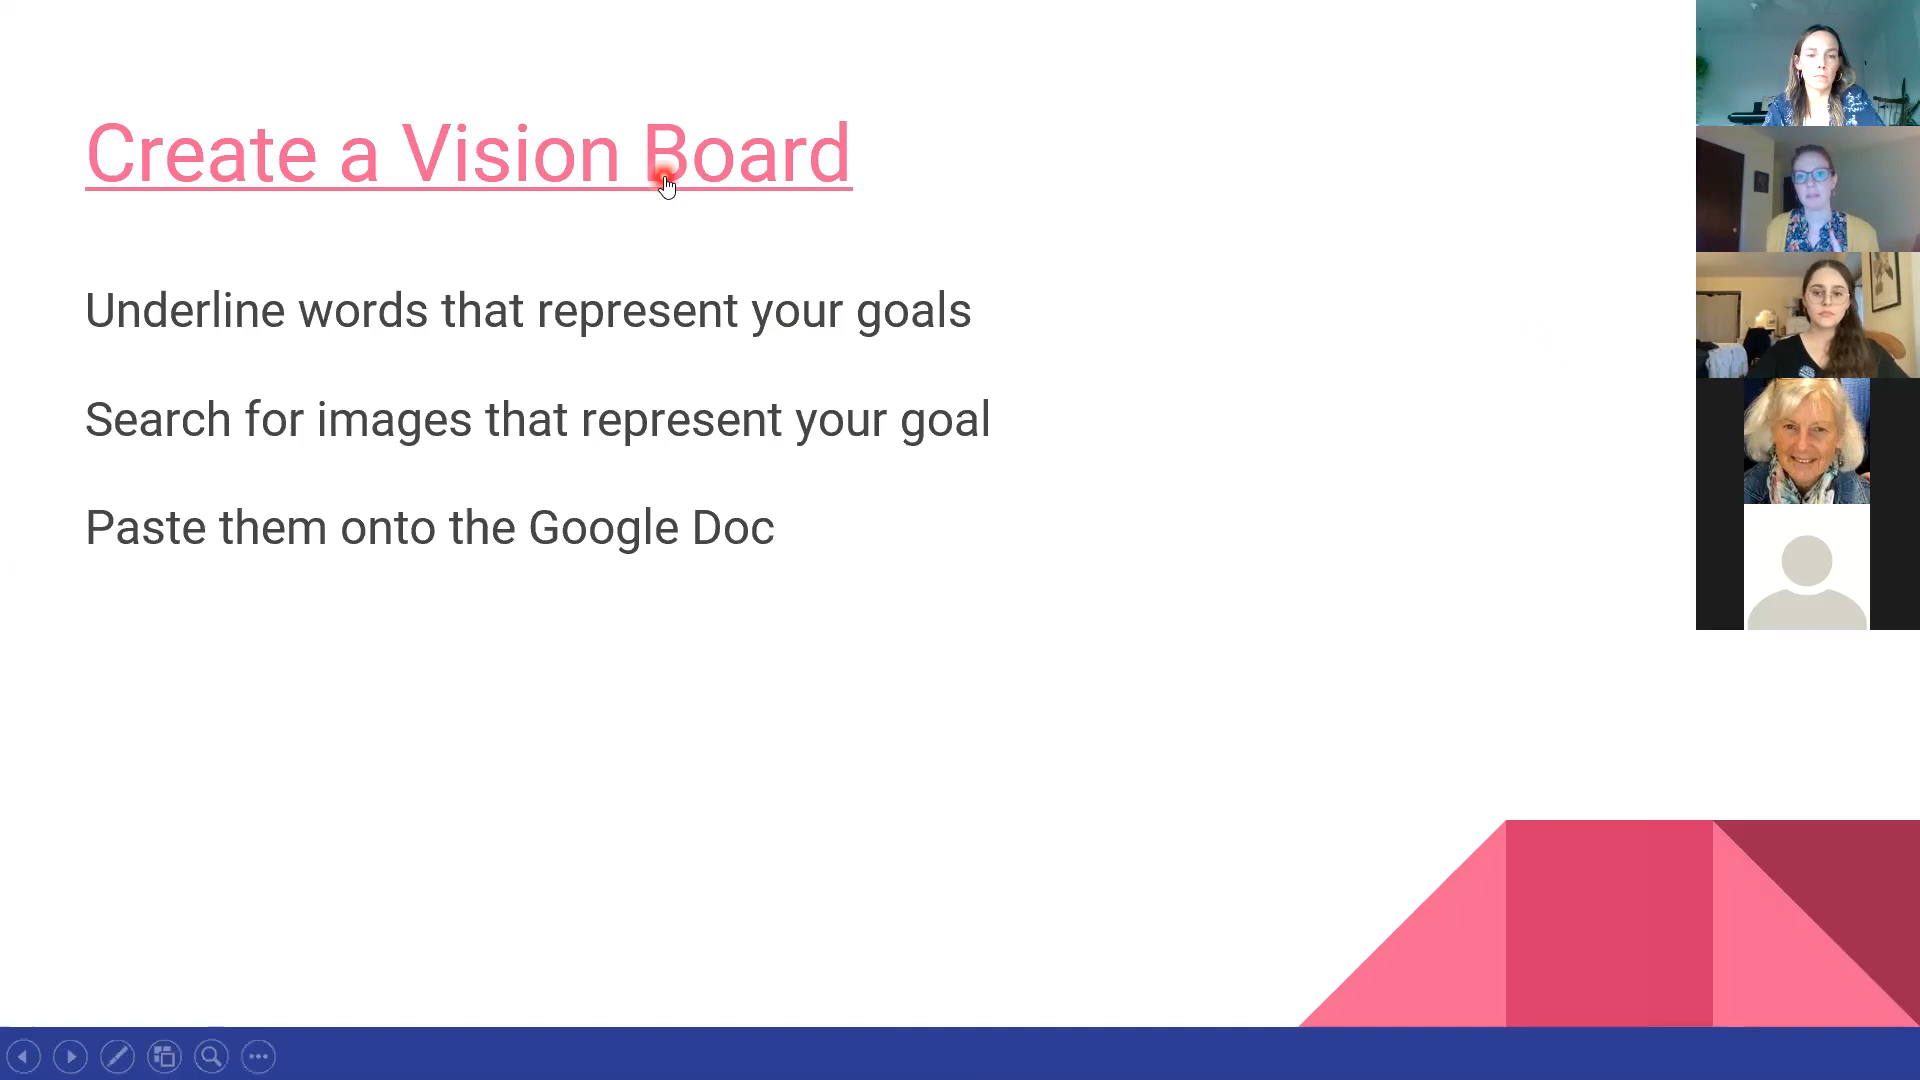 Create a Vision Board
Underline words that represent your goals
Search for images that represent your goal
Paste them onto the Google Doc